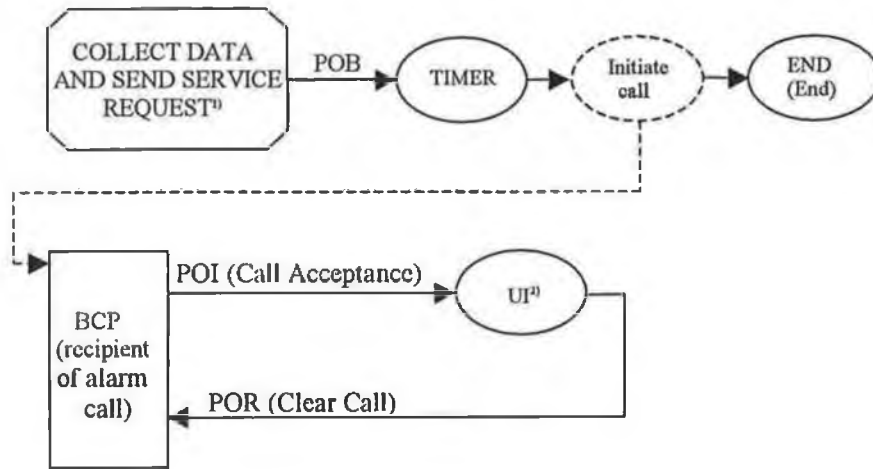 COLLECT DATA
AND SEND SERVICE
REQUEST¹⁾
POB
TIMER
Initiate
call
END
(End)
BCP
(recipient
of alarm
call)
POI (Call Acceptance)
UI²⁾
POR (Clear Call)